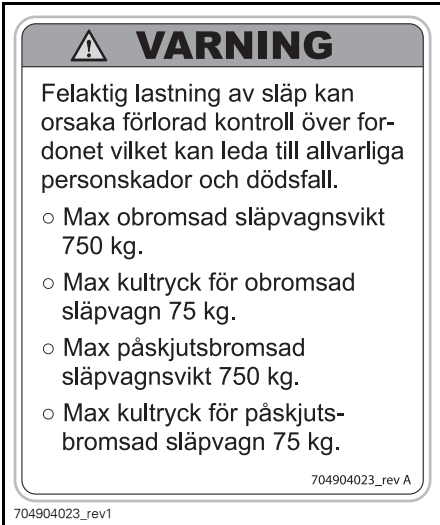 VARNING
Felaktig lastning av släp kan
orsaka förlorad kontroll över for-
donet vilket kan leda till allvarliga
personskador och dödsfall.
○ Max obromsad släpvagnsvikt
750 kg.
○ Max kultryck för obromsad
släpvagn 75 kg.
○ Max påskjutsbromsad
släpvagnsvikt 750 kg.
○ Max kultryck för påskjuts-
bromsad släpvagn 75 kg.
704904023_rev A
704904023_rev1